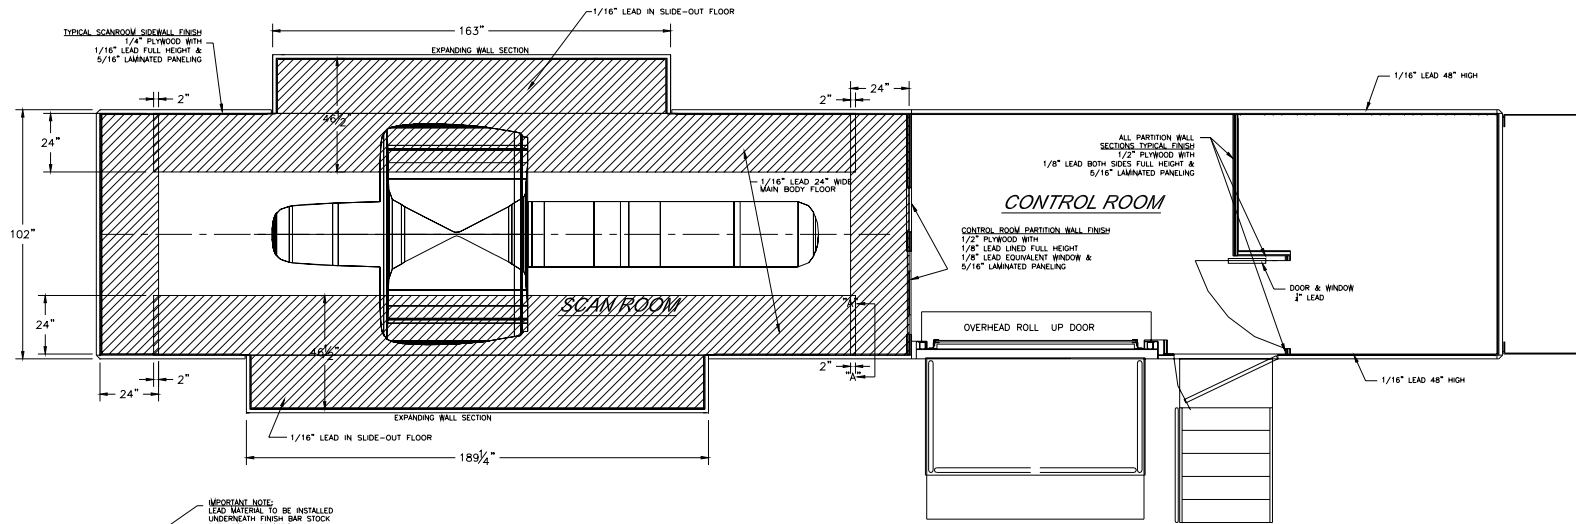 1/16" LEAD IN SLIDE-OUT FLOOR
163"
TYPICAL SCANROOM SIDEWALL FINISH
1/4" PLYWOOD WITH
1/16" LEAD FULL HEIGHT &
5/16" LAMINATED PANELING
EXPANDING WALL SECTION
24"
1/16" LEAD 48" HIGH
2"
2"
46½"
24"
ALL PARTITION WALL
SECTIONS TYPICAL FINISH
1/2" PLYWOOD WITH
1/8" LEAD BOTH SIDES FULL HEIGHT &
5/16" LAMINATED PANELING
1/16" LEAD 24" WIDE
MAIN BODY FLOOR
CONTROL ROOM
102"
CONTROL ROOM PARTITION WALL FINISH
1/2" PLYWOOD WITH
1/8" LEAD LINED FULL HEIGHT
1/8" LEAD EQUIVALENT WINDOW &
5/16" LAMINATED PANELING
DOOR & WINDOW
LEAD
SCAN ROOM
"A"
24"
OVERHEAD ROLL UP DOOR
46½"
2"
2"
"A"
24"
1/16" LEAD 48" HIGH
EXPANDING WALL SECTION
1/16" LEAD IN SLIDE-OUT FLOOR
189¼"
IMPORTANT NOTE:
LEAD MATERIAL TO BE INSTALLED
UNDERNEATH FINISH BAR STOCK